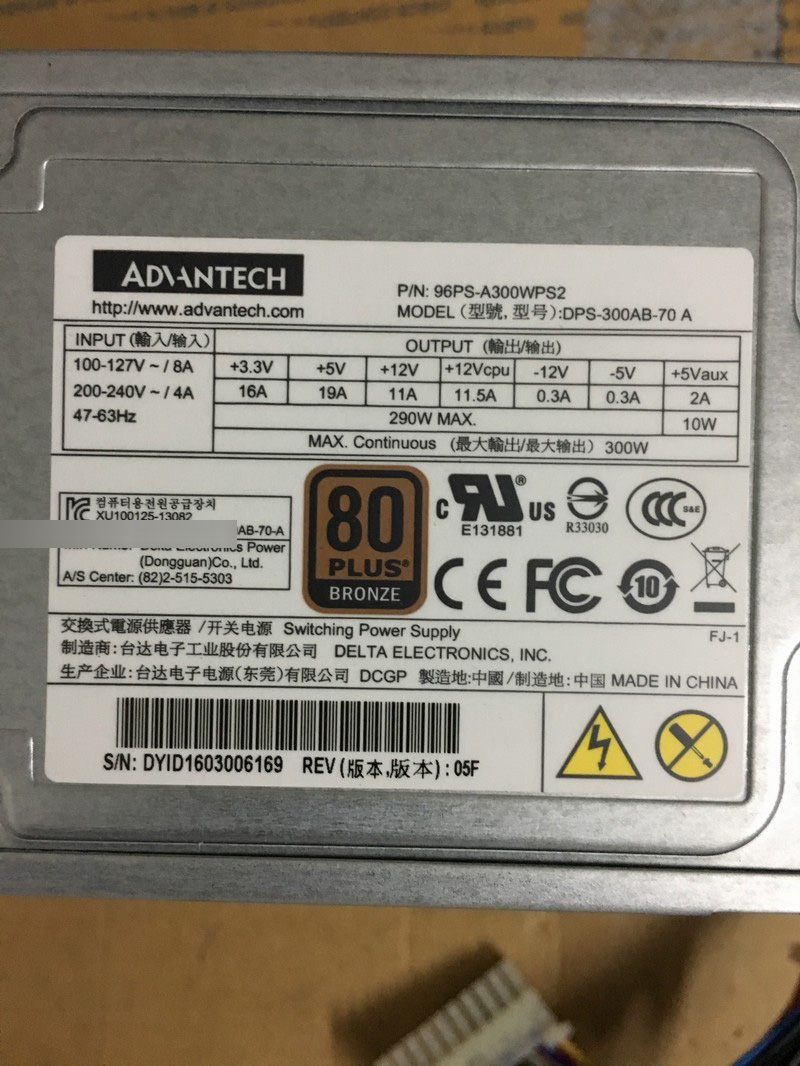 ADVANTECH
http://www.advantech.com
P/N: 96PS-A300WPS2
MODEL (型號, 型号):DPS-300AB-70 A
INPUT (輸入/输入)
100-127V ~ / 8A
200-240V ~ / 4A
47-63Hz
OUTPUT (輸出/输出)
+3.3V +5V +12V +12Vcpu -12V -5V +5Vaux
16A 19A 11A 11.5A 0.3A 0.3A 2A
290W MAX. 10W
MAX. Continuous (最大輸出/最大输出) 300W
컴퓨터용전원공급장치
XU100125-13082
AB-70-A
Delta Electronics Power
(Dongguan)Co., Ltd.
A/S Center: (82)2-515-5303
80
PLUS®
BRONZE
c RU ® US
E131881
R33030
CCC S&E
CE FC 10
交換式電源供應器 /开关电源 Switching Power Supply
FJ-1
制造商: 台达电子工业股份有限公司 DELTA ELECTRONICS, INC.
生产企业: 台达电子电源(东莞)有限公司 DCGP 製造地:中國 /制造地: 中国 MADE IN CHINA
S/N: DYID1603006169 REV (版本,版本) : 05F